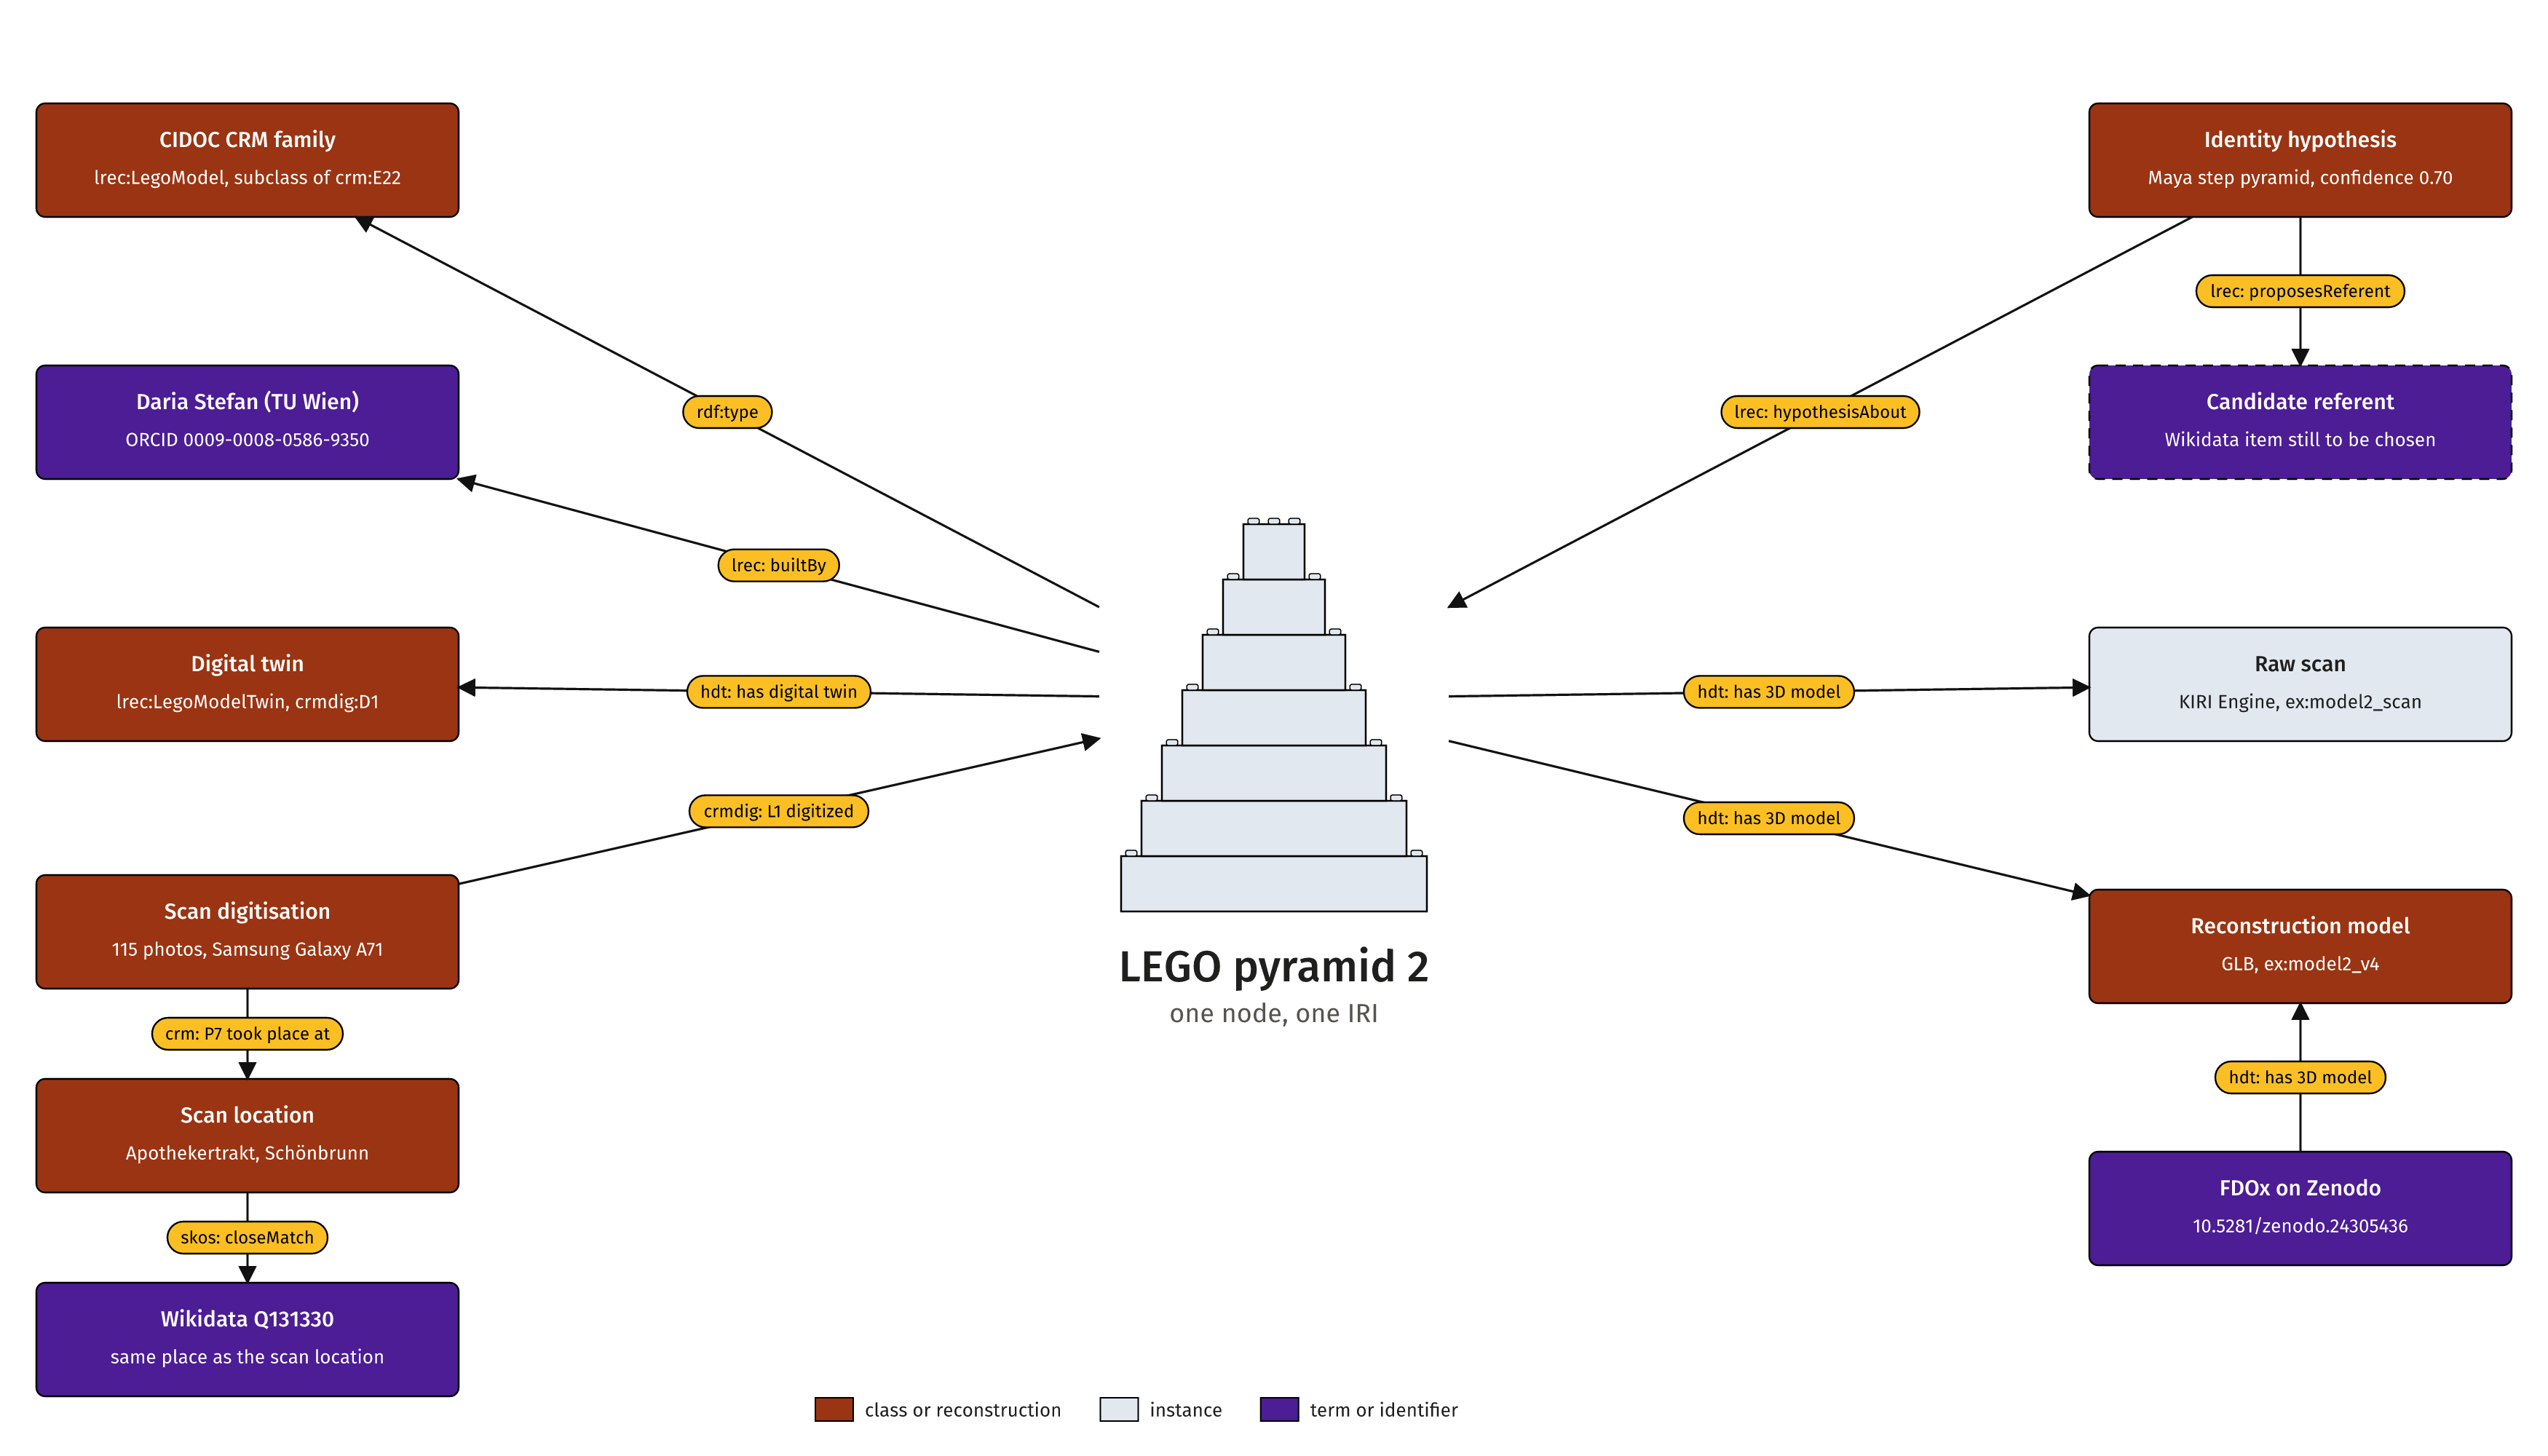 CIDOC CRM family
lrec:LegoModel, subclass of crm:E22
Identity hypothesis
Maya step pyramid, confidence 0.70
lrec: proposesReferent
Daria Stefan (TU Wien)
ORCID 0009-0008-0586-9350
rdf:type
lrec: hypothesisAbout
Candidate referent
Wikidata item still to be chosen
lrec: builtBy
Digital twin
lrec:LegoModelTwin, crmdig:D1
hdt: has digital twin
hdt: has 3D model
Raw scan
KIRI Engine, ex:model2_scan
crmdig: L1 digitized
hdt: has 3D model
Scan digitisation
115 photos, Samsung Galaxy A71
LEGO pyramid 2
one node, one IRI
Reconstruction model
GLB, ex:model2_v4
crm: P7 took place at
hdt: has 3D model
Scan location
Apothekertrakt, Schönbrunn
FDOx on Zenodo
10.5281/zenodo.24305436
skos: closeMatch
Wikidata Q131330
same place as the scan location
class or reconstruction
instance
term or identifier